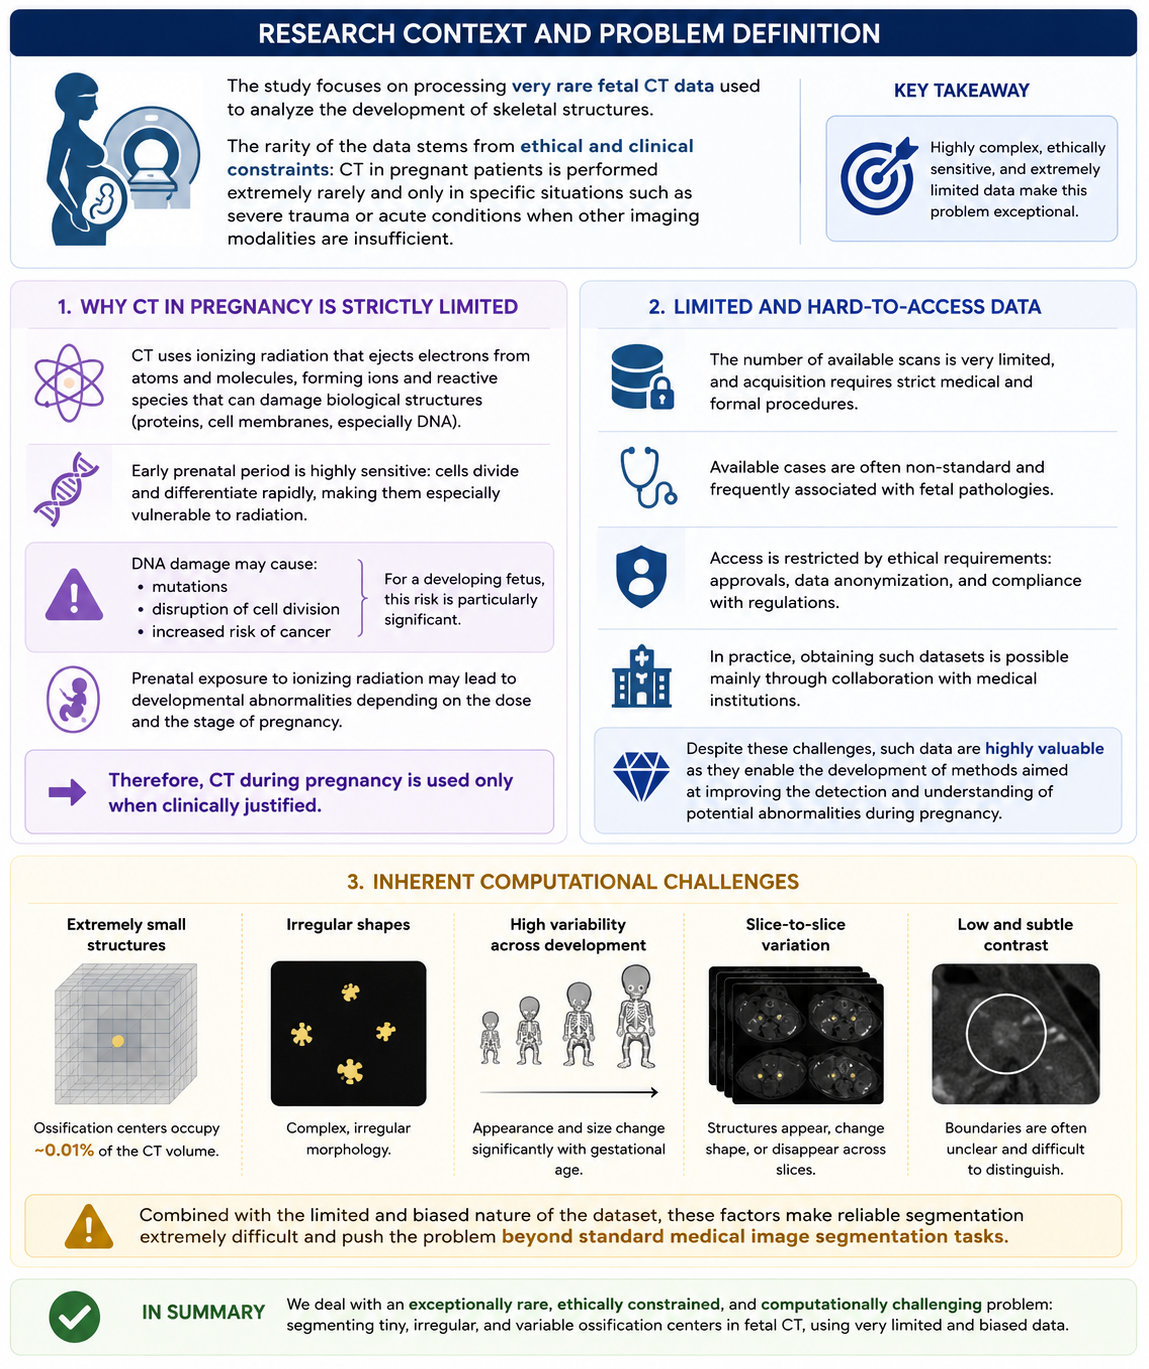 RESEARCH CONTEXT AND PROBLEM DEFINITION
The study focuses on processing very rare fetal CT data used
to analyze the development of skeletal structures.
The rarity of the data stems from ethical and clinical
constraints: CT in pregnant patients is performed
extremely rarely and only in specific situations such as
severe trauma or acute conditions when other imaging
modalities are insufficient.
KEY TAKEAWAY
Highly complex, ethically
sensitive, and extremely
limited data make this
problem exceptional.
1. WHY CT IN PREGNANCY IS STRICTLY LIMITED
CT uses ionizing radiation that ejects electrons from
atoms and molecules, forming ions and reactive
species that can damage biological structures
(proteins, cell membranes, especially DNA).
Early prenatal period is highly sensitive: cells divide
and differentiate rapidly, making them especially
vulnerable to radiation.
DNA damage may cause:
• mutations
• disruption of cell division
• increased risk of cancer
For a developing fetus,
this risk is particularly
significant.
Prenatal exposure to ionizing radiation may lead to
developmental abnormalities depending on the dose
and the stage of pregnancy.
Therefore, CT during pregnancy is used only
when clinically justified.
2. LIMITED AND HARD-TO-ACCESS DATA
The number of available scans is very limited,
and acquisition requires strict medical and
formal procedures.
Available cases are often non-standard and
frequently associated with fetal pathologies.
Access is restricted by ethical requirements:
approvals, data anonymization, and compliance
with regulations.
In practice, obtaining such datasets is possible
mainly through collaboration with medical
institutions.
Despite these challenges, such data are highly valuable
as they enable the development of methods aimed
at improving the detection and understanding of
potential abnormalities during pregnancy.
3. INHERENT COMPUTATIONAL CHALLENGES
Extremely small
structures
Ossification centers occupy
~0.01% of the CT volume.
Irregular shapes
Complex, irregular
morphology.
High variability
across development
Appearance and size change
significantly with gestational
age.
Slice-to-slice
variation
Structures appear, change
shape, or disappear across
slices.
Low and subtle
contrast
Boundaries are often
unclear and difficult
to distinguish.
Combined with the limited and biased nature of the dataset, these factors make reliable segmentation
extremely difficult and push the problem beyond standard medical image segmentation tasks.
IN SUMMARY
We deal with an exceptionally rare, ethically constrained, and computationally challenging problem:
segmenting tiny, irregular, and variable ossification centers in fetal CT, using very limited and biased data.